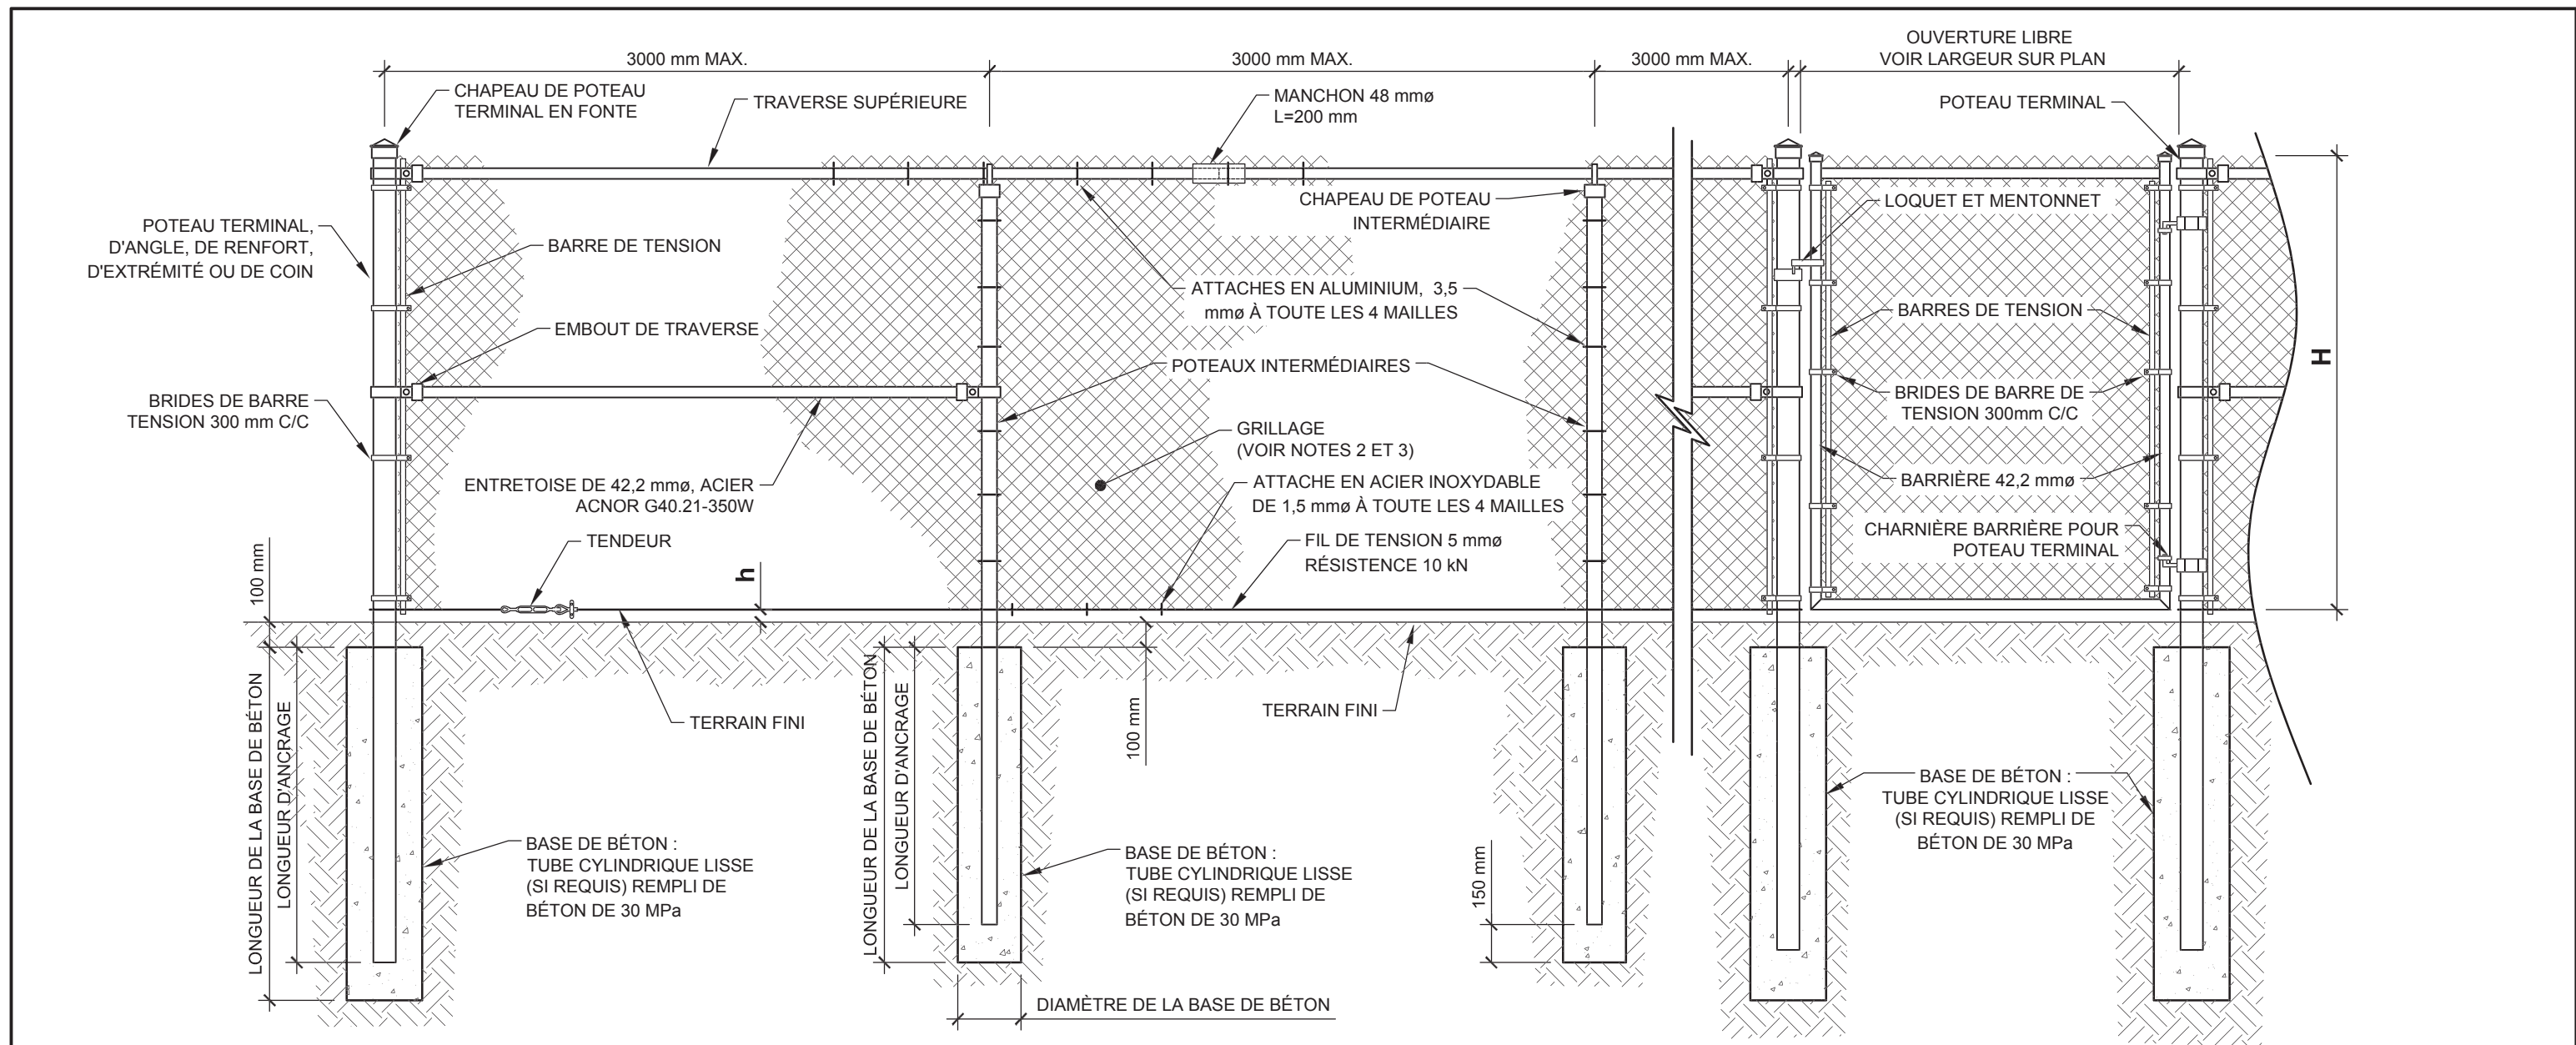 3000 mm MAX.
3000 mm MAX.
3000 mm MAX.
OUVERTURE LIBRE
VOIR LARGEUR SUR PLAN
CHAPEAU DE POTEAU
TERMINAL EN FONTE
TRAVERSE SUPÉRIEURE
MANCHON 48 mmø
L=200 mm
POTEAU TERMINAL
POTEAU TERMINAL,
D'ANGLE, DE RENFORT,
D'EXTRÉMITÉ OU DE COIN
BARRE DE TENSION
CHAPEAU DE POTEAU
INTERMÉDIAIRE
LOQUET ET MENTONNET
ATTACHES EN ALUMINIUM, 3,5
mmø À TOUTE LES 4 MAILLES
BARRES DE TENSION
EMBOUT DE TRAVERSE
POTEAUX INTERMÉDIAIRES
H
BRIDES DE BARRE
TENSION 300 mm C/C
BRIDES DE BARRE DE
TENSION 300mm C/C
GRILLAGE
(VOIR NOTES 2 ET 3)
ENTRETOISE DE 42,2 mmø, ACIER
ACNOR G40.21-350W
ATTACHE EN ACIER INOXYDABLE
DE 1,5 mmø À TOUTE LES 4 MAILLES
BARRIÈRE 42,2 mmø
TENDEUR
FIL DE TENSION 5 mmø
RÉSISTENCE 10 kN
CHARNIÈRE BARRIÈRE POUR
POTEAU TERMINAL
100 mm
h
LONGUEUR DE LA BASE DE BÉTON
LONGUEUR D'ANCRAGE
TERRAIN FINI
LONGUEUR DE LA BASE DE BÉTON
LONGUEUR D'ANCRAGE
100 mm
TERRAIN FINI
BASE DE BÉTON :
TUBE CYLINDRIQUE LISSE
(SI REQUIS) REMPLI DE
BÉTON DE 30 MPa
BASE DE BÉTON :
TUBE CYLINDRIQUE LISSE
(SI REQUIS) REMPLI DE
BÉTON DE 30 MPa
150 mm
BASE DE BÉTON :
TUBE CYLINDRIQUE LISSE
(SI REQUIS) REMPLI DE
BÉTON DE 30 MPa
DIAMÈTRE DE LA BASE DE BÉTON